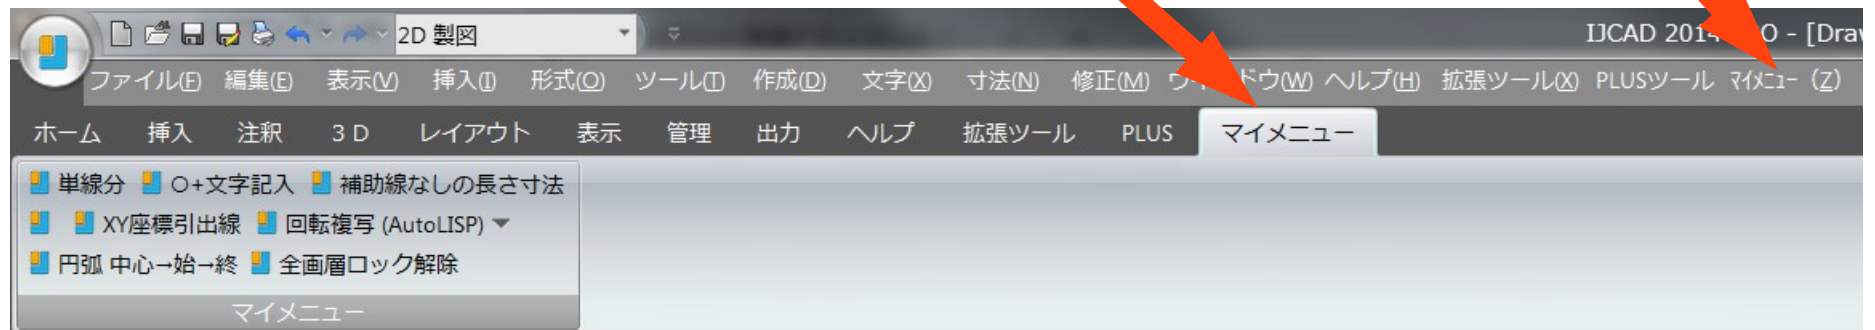 2D 製図
IJCAD 2014 O - [Drav
ファイル(F) 編集(E) 表示(V) 挿入(I) 形式(O) ツール(T) 作成(D) 文字(X) 寸法(N) 修正(M) ドウ(W) ヘルプ(H) 拡張ツール(X) PLUSツール マイメニュー (Z)
ホーム 挿入 注釈 3 D レイアウト 表示 管理 出力 ヘルプ 拡張ツール PLUS マイメニュー
単線分 〇+文字記入 補助線なしの長さ寸法
XY座標引出線 回転複写 (AutoLISP)
円弧 中心→始→終 全画層ロック解除
マイメニュー